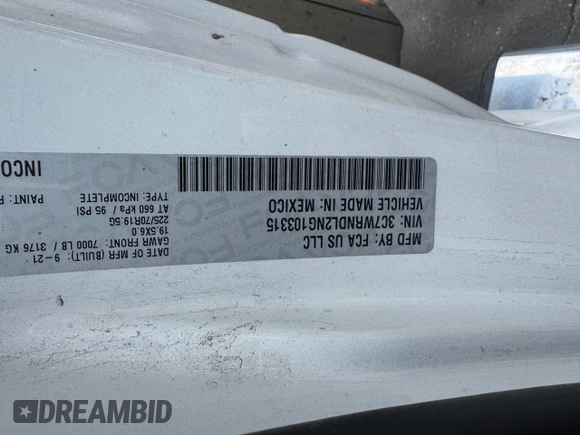 MFD BY: FCA US LLC
VIN: 3C7WRNDL2NG103315
VEHICLE MADE IN: MEXICO
DATE OF MFR (BUILT): 9-21
GAWR FRONT: 7000 LB / 3176 KG
19.5X6.0
225/70R19.5G
AT 660 kPa / 95 PSI
TYPE: INCOMPLETE
PAINT:
DREAMBID